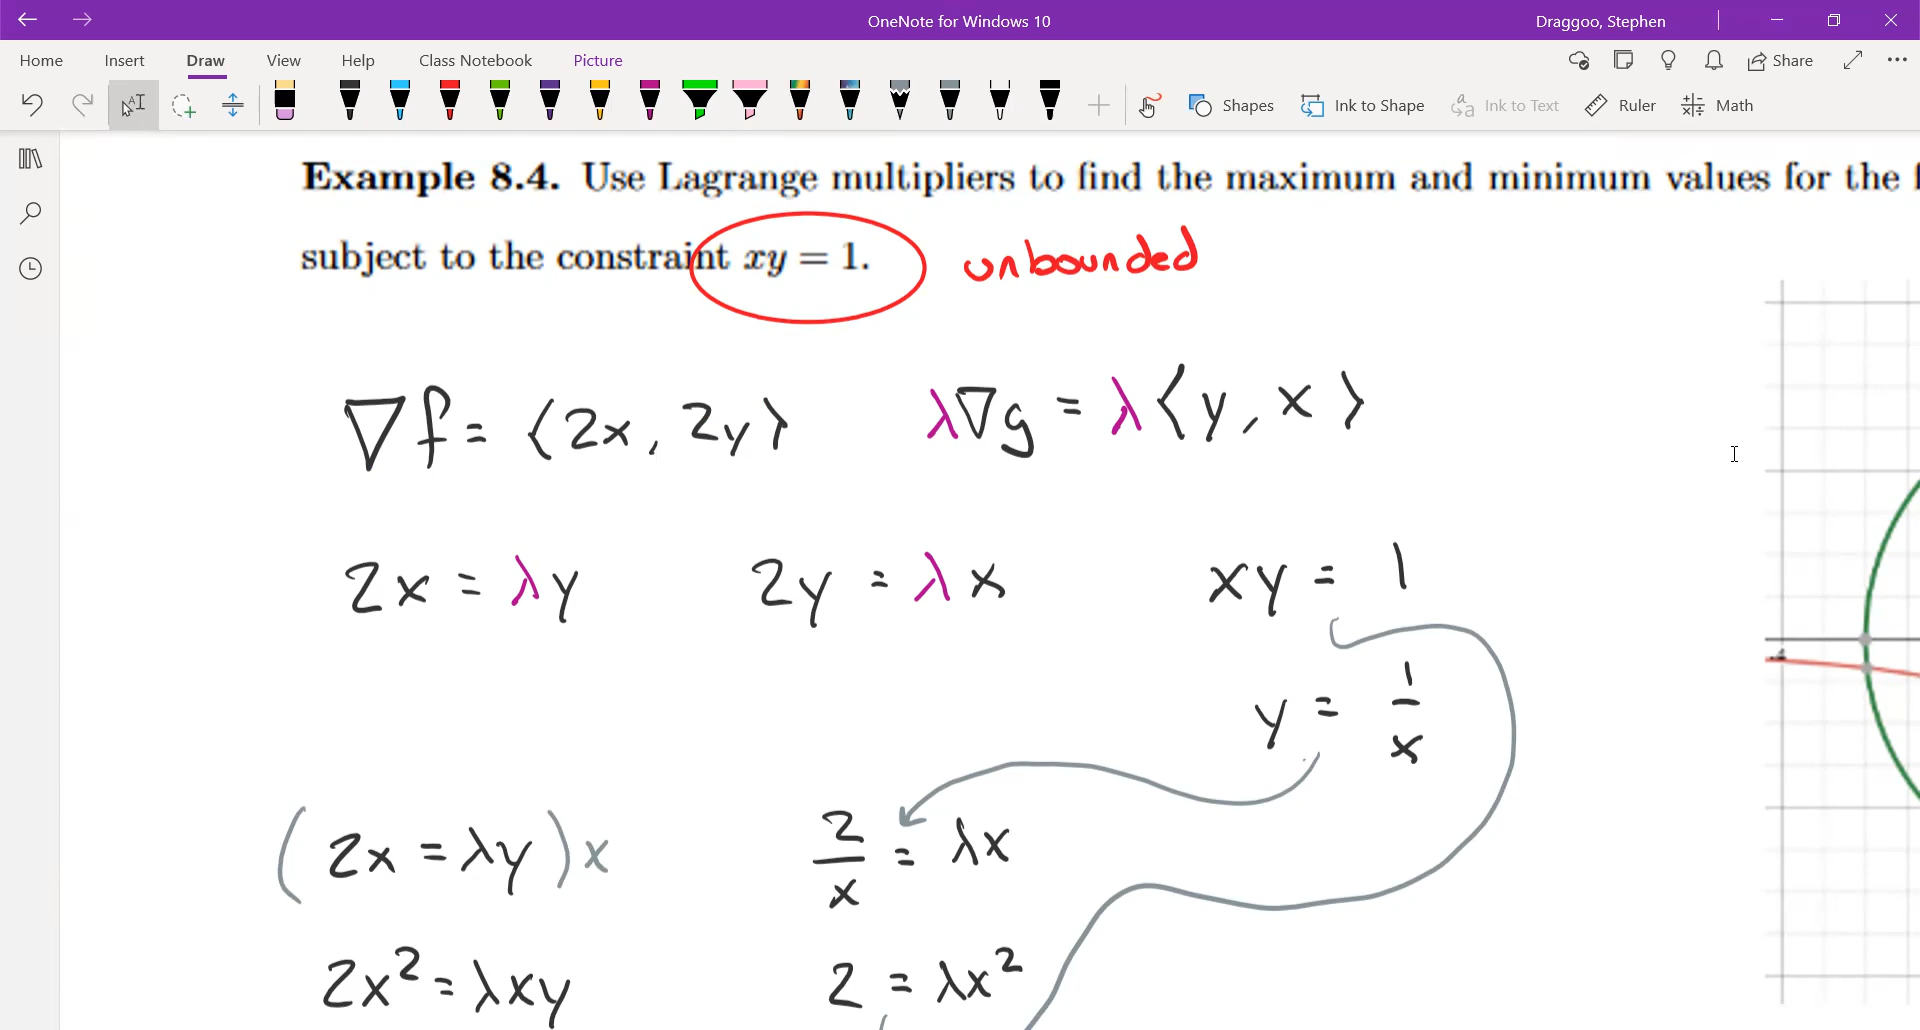 OneNote for Windows 10
Draggoo, Stephen
Home Insert Draw View Help Class Notebook Picture
Share
Shapes Ink to Shape Ink to Text Ruler Math
Example 8.4. Use Lagrange multipliers to find the maximum and minimum values for the
subject to the constraint xy = 1. unbounded
∇f = ⟨2x, 2y⟩ λ∇g = λ⟨y, x⟩
2x = λy 2y = λx xy = 1
y = 1/x
(2x = λy)x 2/x = λx
2x² = λxy 2 = λx²